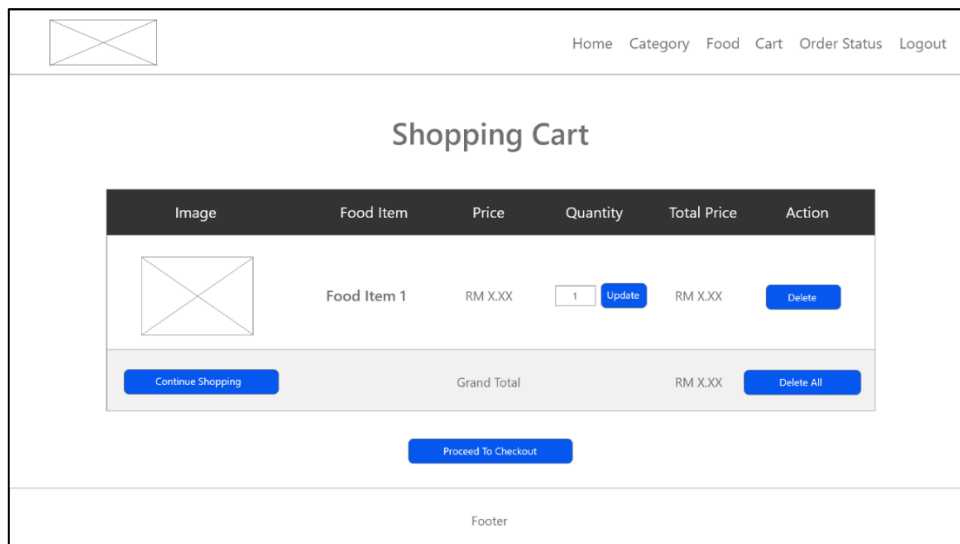 Home Category Food Cart Order Status Logout
Shopping Cart
Image Food Item Price Quantity Total Price Action
Food Item 1 RM X.XX 1 Update RM X.XX Delete
Continue Shopping Grand Total RM X.XX Delete All
Proceed To Checkout
Footer